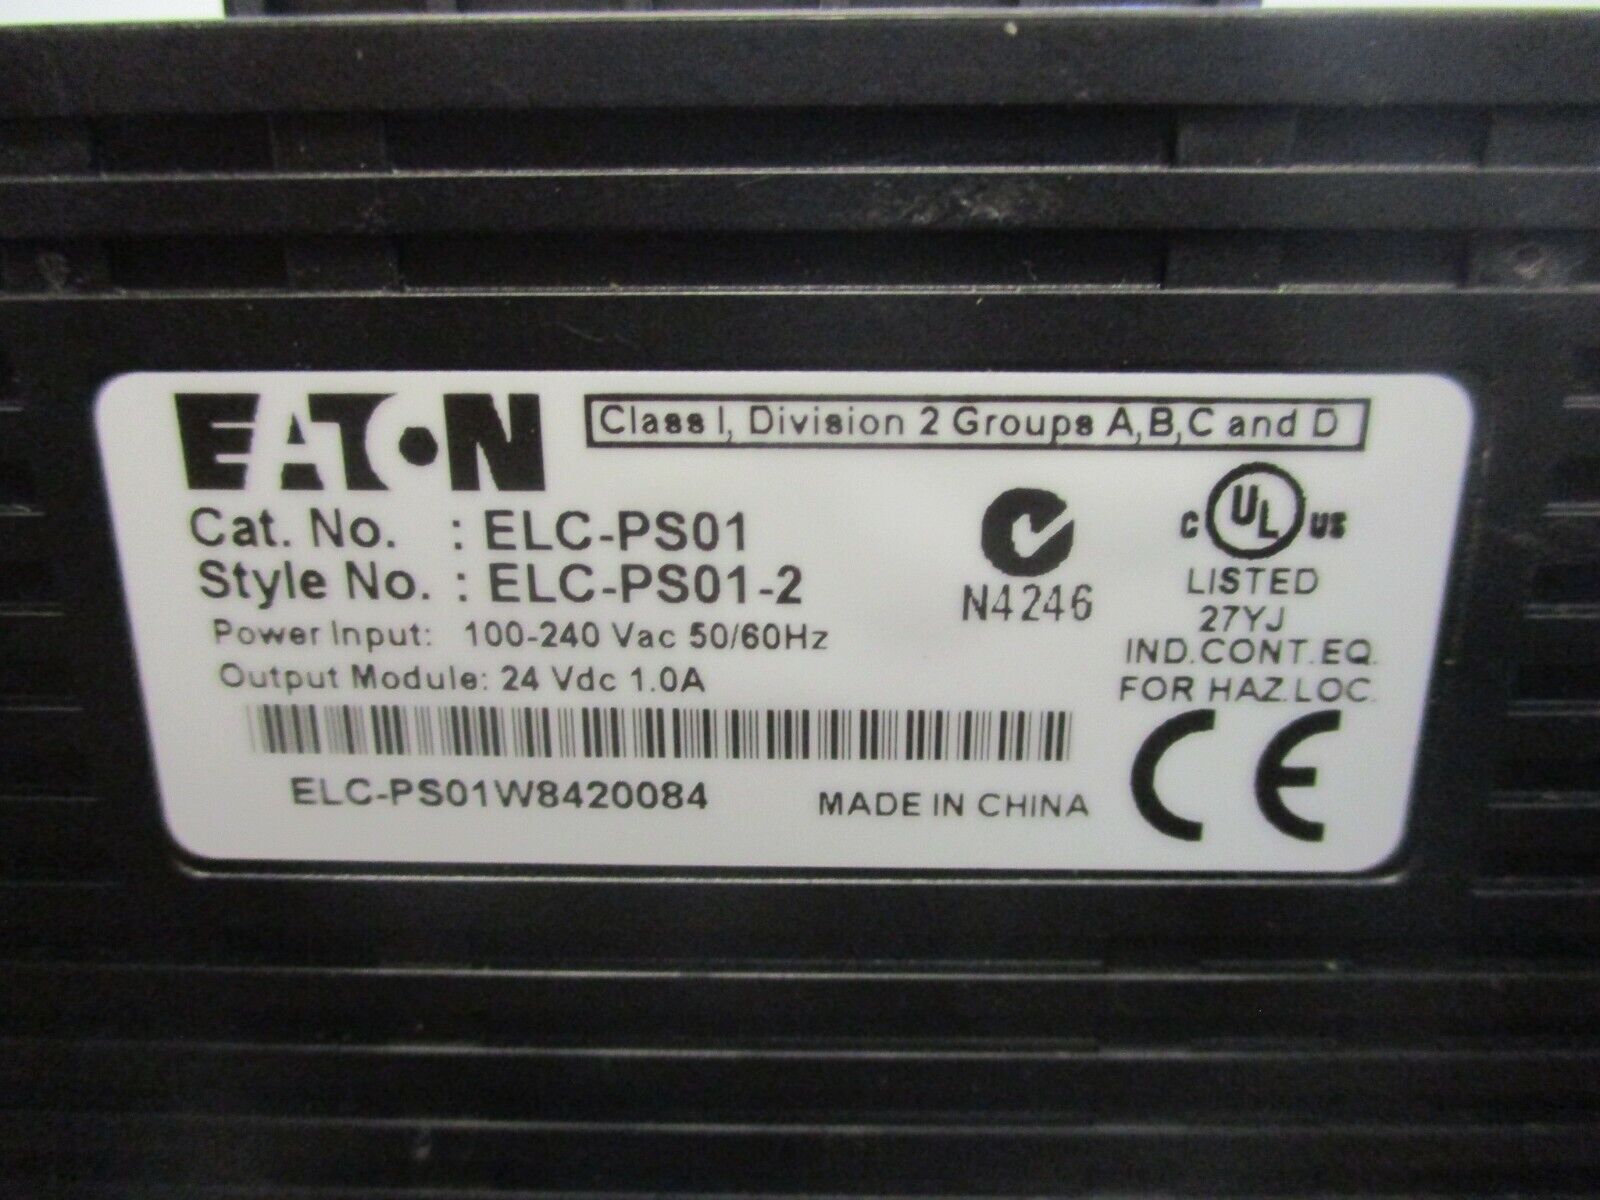 EATON
Class I, Division 2 Groups A,B,C and D
Cat. No. : ELC-PS01
Style No. : ELC-PS01-2
Power Input: 100-240 Vac 50/60Hz
Output Module: 24 Vdc 1.0A
ELC-PS01W8420084
MADE IN CHINA
N4246
C UL US
LISTED
27YJ
IND.CONT.EQ.
FOR HAZ.LOC.
CE